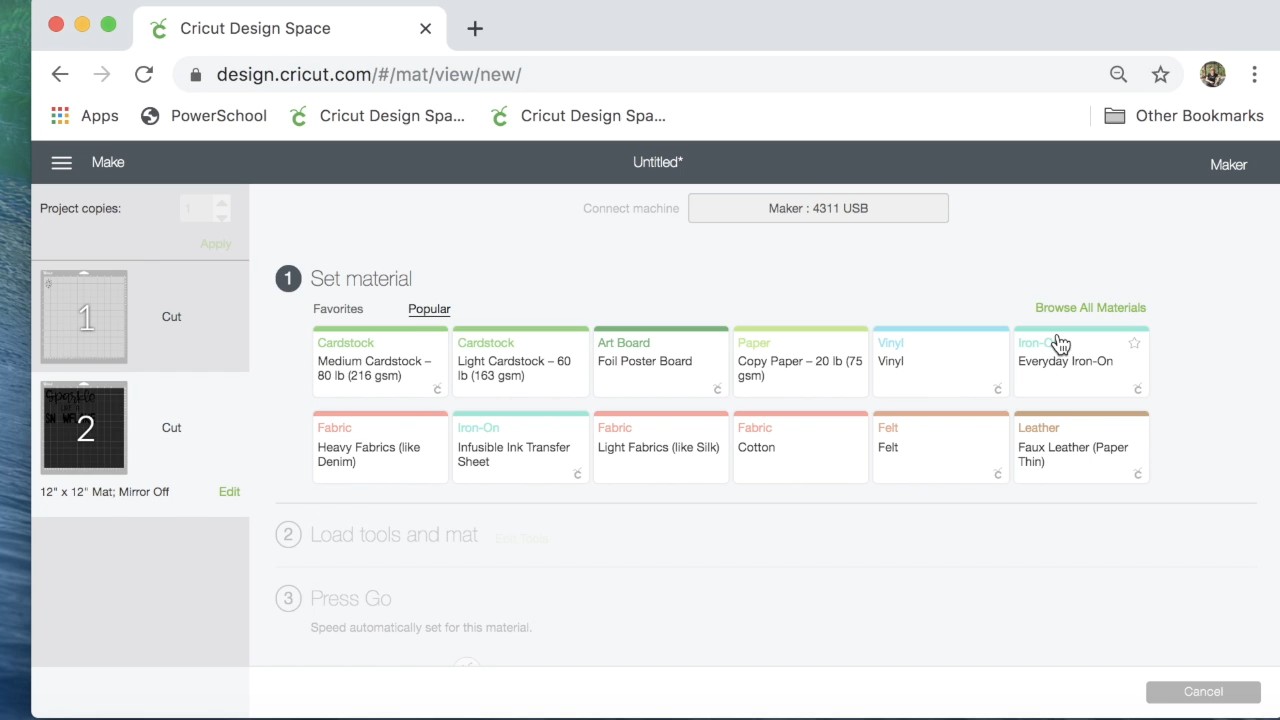 Cricut Design Space
design.cricut.com/#/mat/view/new/
Apps PowerSchool Cricut Design Spa... Cricut Design Spa... Other Bookmarks
Make Untitled* Maker
Project copies: 1 Connect machine Maker : 4311 USB
Apply
1 Set material
Favorites Popular Browse All Materials
Cardstock
Medium Cardstock –
80 lb (216 gsm)
Cardstock
Light Cardstock – 60
lb (163 gsm)
Art Board
Foil Poster Board
Paper
Copy Paper – 20 lb (75
gsm)
Vinyl
Vinyl
Everyday Iron-On
Fabric
Heavy Fabrics (like
Denim)
Iron-On
Infusible Ink Transfer
Sheet
Fabric
Light Fabrics (like Silk)
Fabric
Cotton
Felt
Felt
Leather
Faux Leather (Paper
Thin)
1 Cut
2 Cut
12" x 12" Mat; Mirror Off Edit
2 Load tools and mat Edit Tools
3 Press Go
Speed automatically set for this material.
Cancel